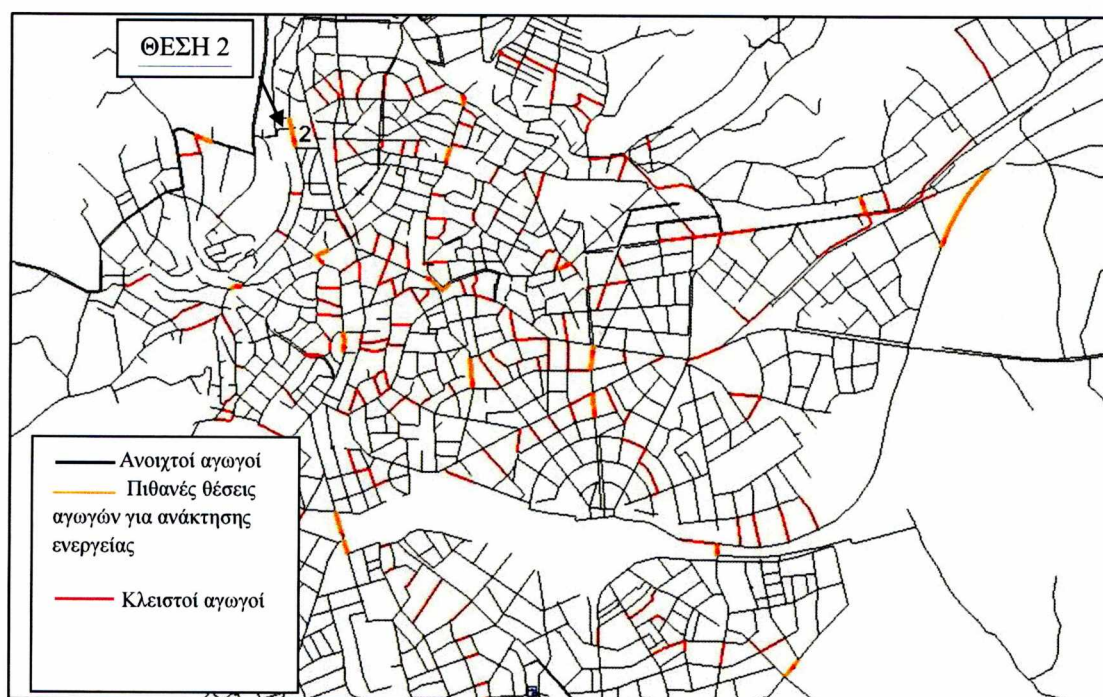 ΘΕΣΗ 2
2
Ανοιχτοί αγωγοί
Πιθανές θέσεις
αγωγών για ανάκτησης
ενεργείας
Κλειστοί αγωγοί